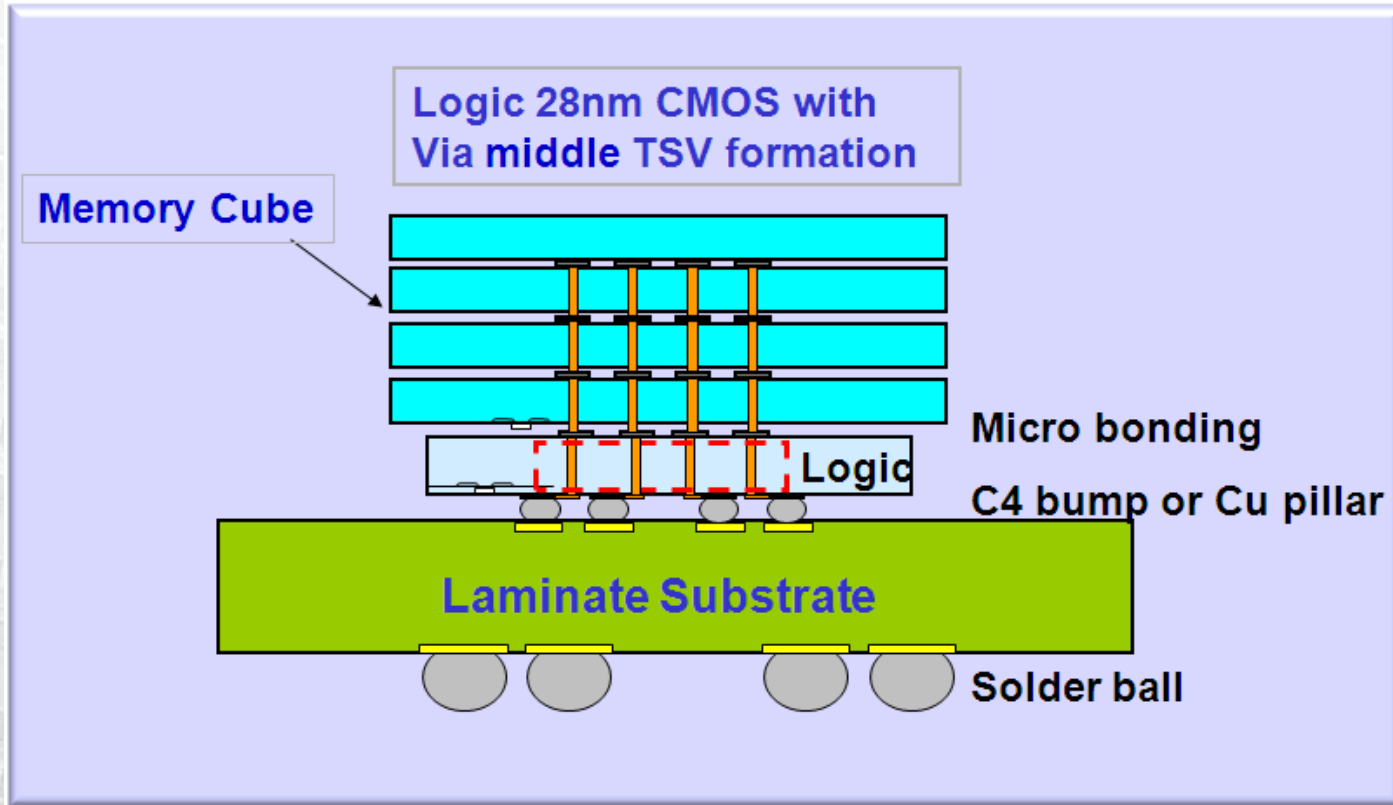 Logic 28nm CMOS with
Via middle TSV formation
Memory Cube
Micro bonding
Logic
C4 bump or Cu pillar
Laminate Substrate
Solder ball